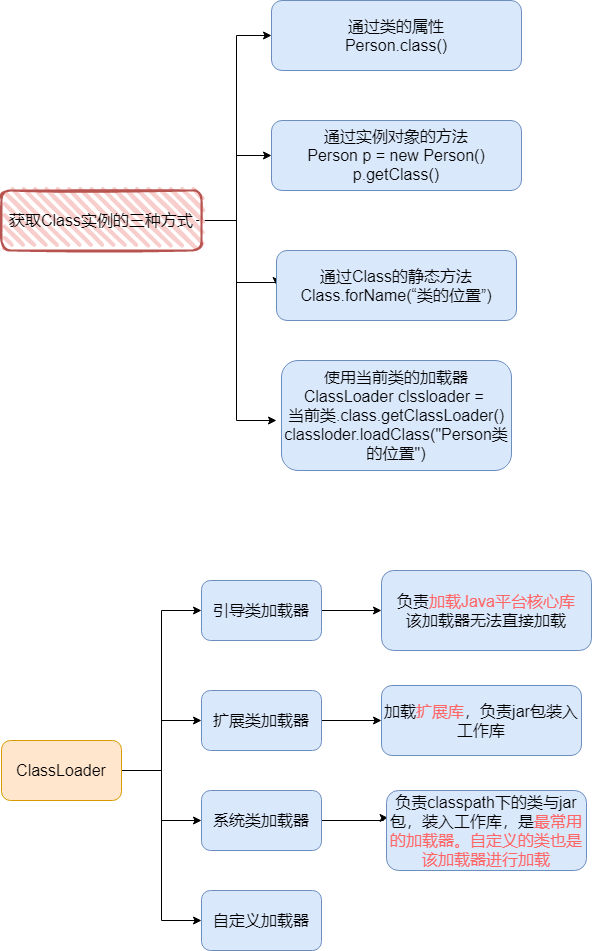 通过类的属性
Person.class()
通过实例对象的方法
Person p = new Person()
p.getClass()
获取Class实例的三种方式
通过Class的静态方法
Class.forName(“类的位置”)
使用当前类的加载器
ClassLoader clssloader =
当前类.class.getClassLoader()
classloder.loadClass("Person类
的位置")
引导类加载器
负责加载Java平台核心库
该加载器无法直接加载
扩展类加载器
加载扩展库，负责jar包装入
工作库
ClassLoader
系统类加载器
负责classpath下的类与jar
包，装入工作库，是最常用
的加载器。自定义的类也是
该加载器进行加载
自定义加载器